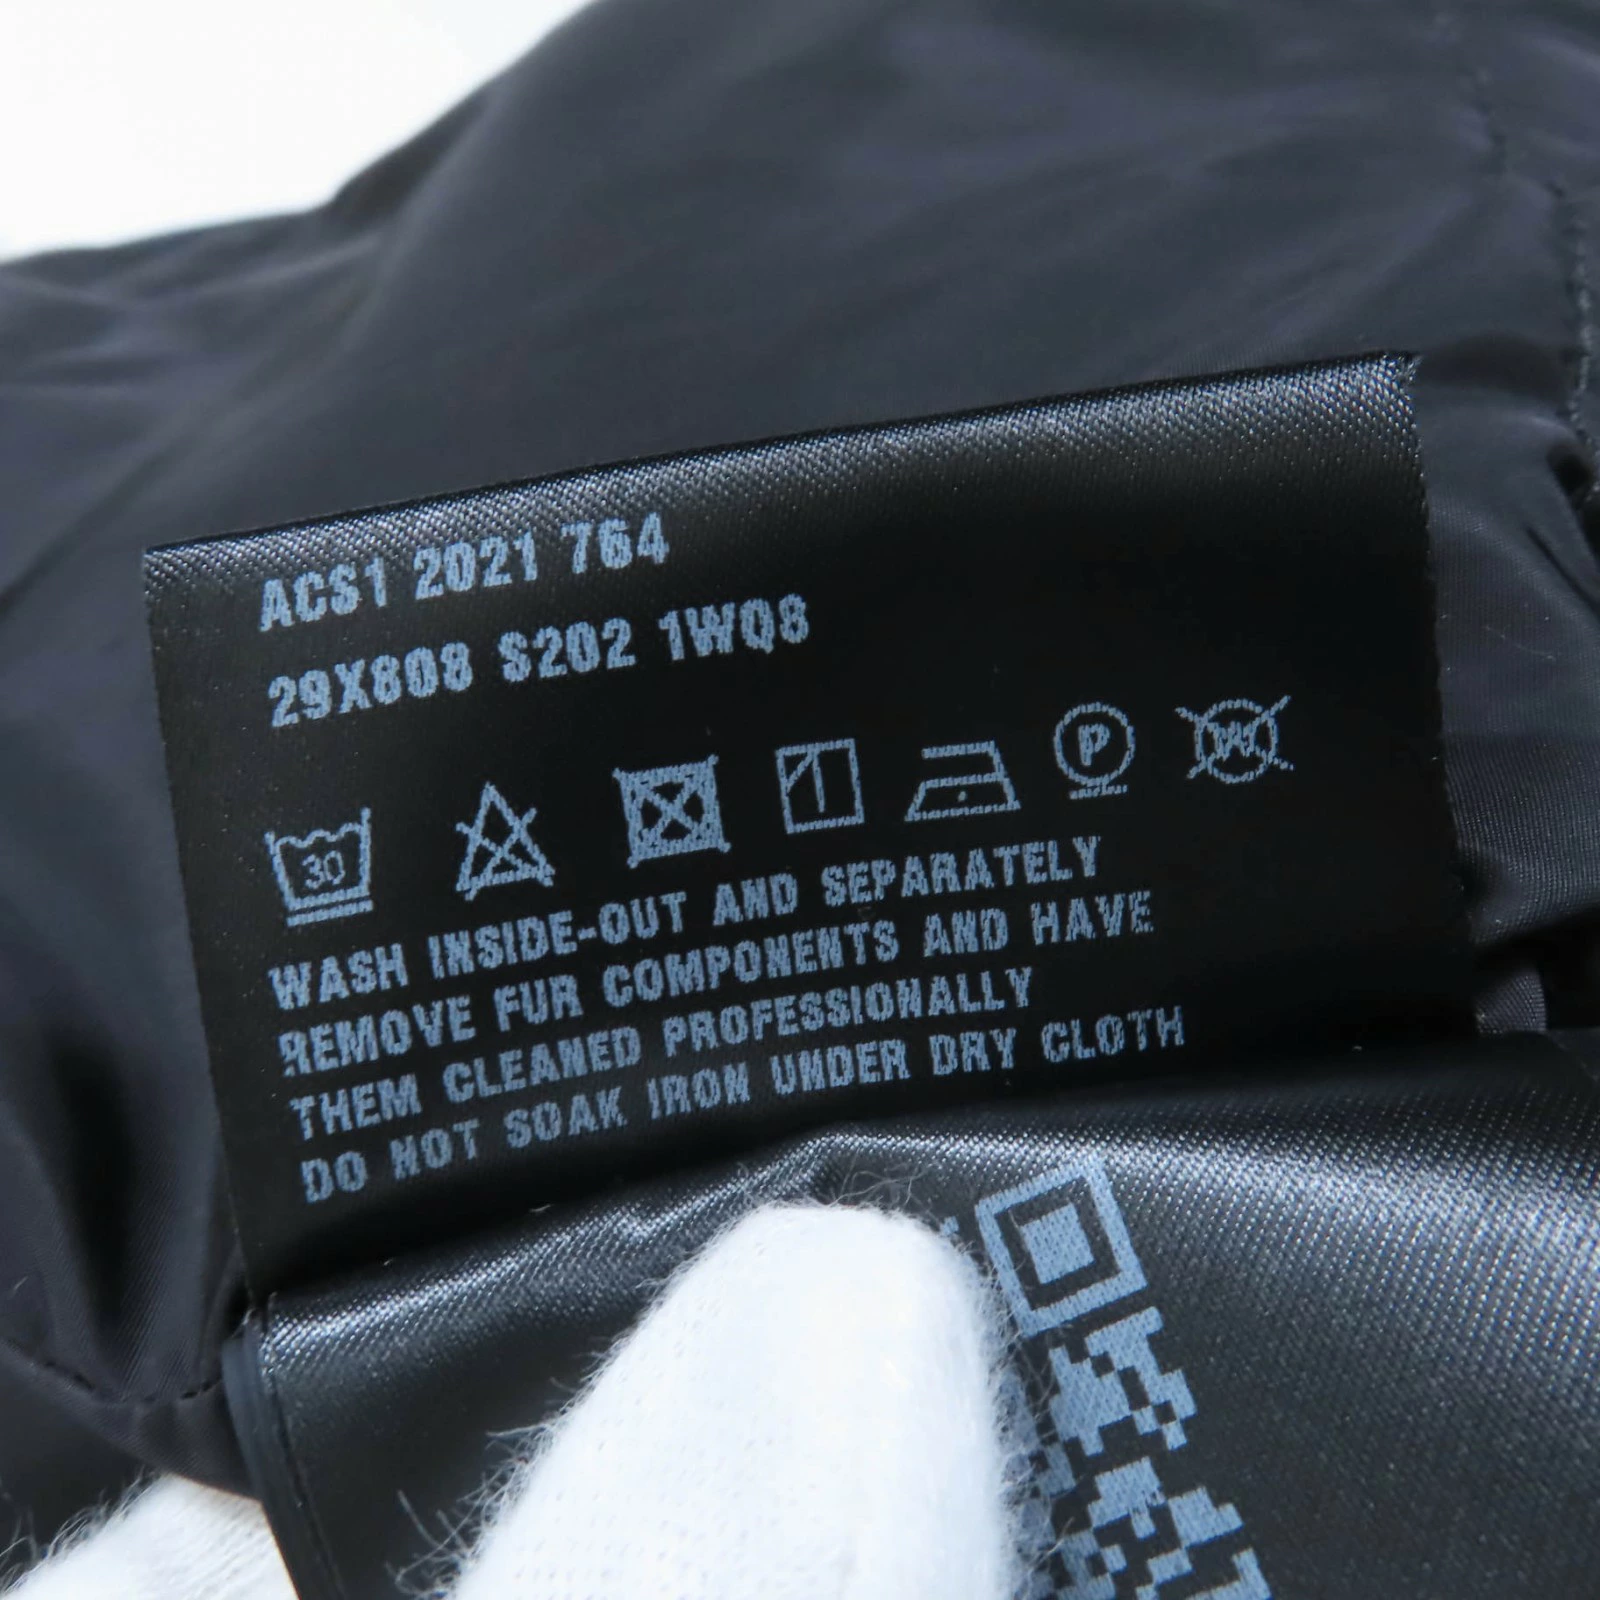 ACS1 2021 764
29X808 S202 1WQ8
30
P
W
WASH INSIDE-OUT AND SEPARATELY
REMOVE FUR COMPONENTS AND HAVE
THEM CLEANED PROFESSIONALLY
DO NOT SOAK IRON UNDER DRY CLOTH